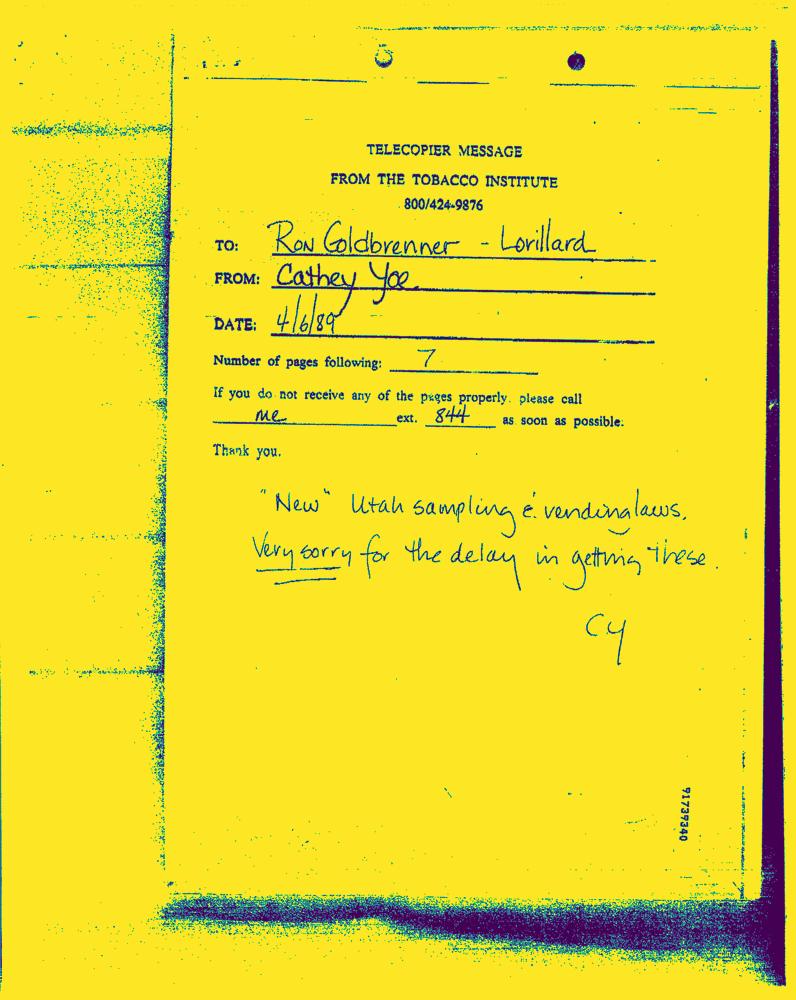 TELECOPIER MESSAGE
FROM THE TOBACCO INSTITUTE
800/424-9876
TO: Ron Goldbrenner - Lorillard
FROM: Cathey Yoe
DATE: 4/6/89
Number of pages following: 7
If you do not receive any of the pages properly, please call
me ext. 844 as soon as possible.
Thank you.
"New" Utah sampling & vending laws.
Very sorry for the delay in getting these.
CY
91739340